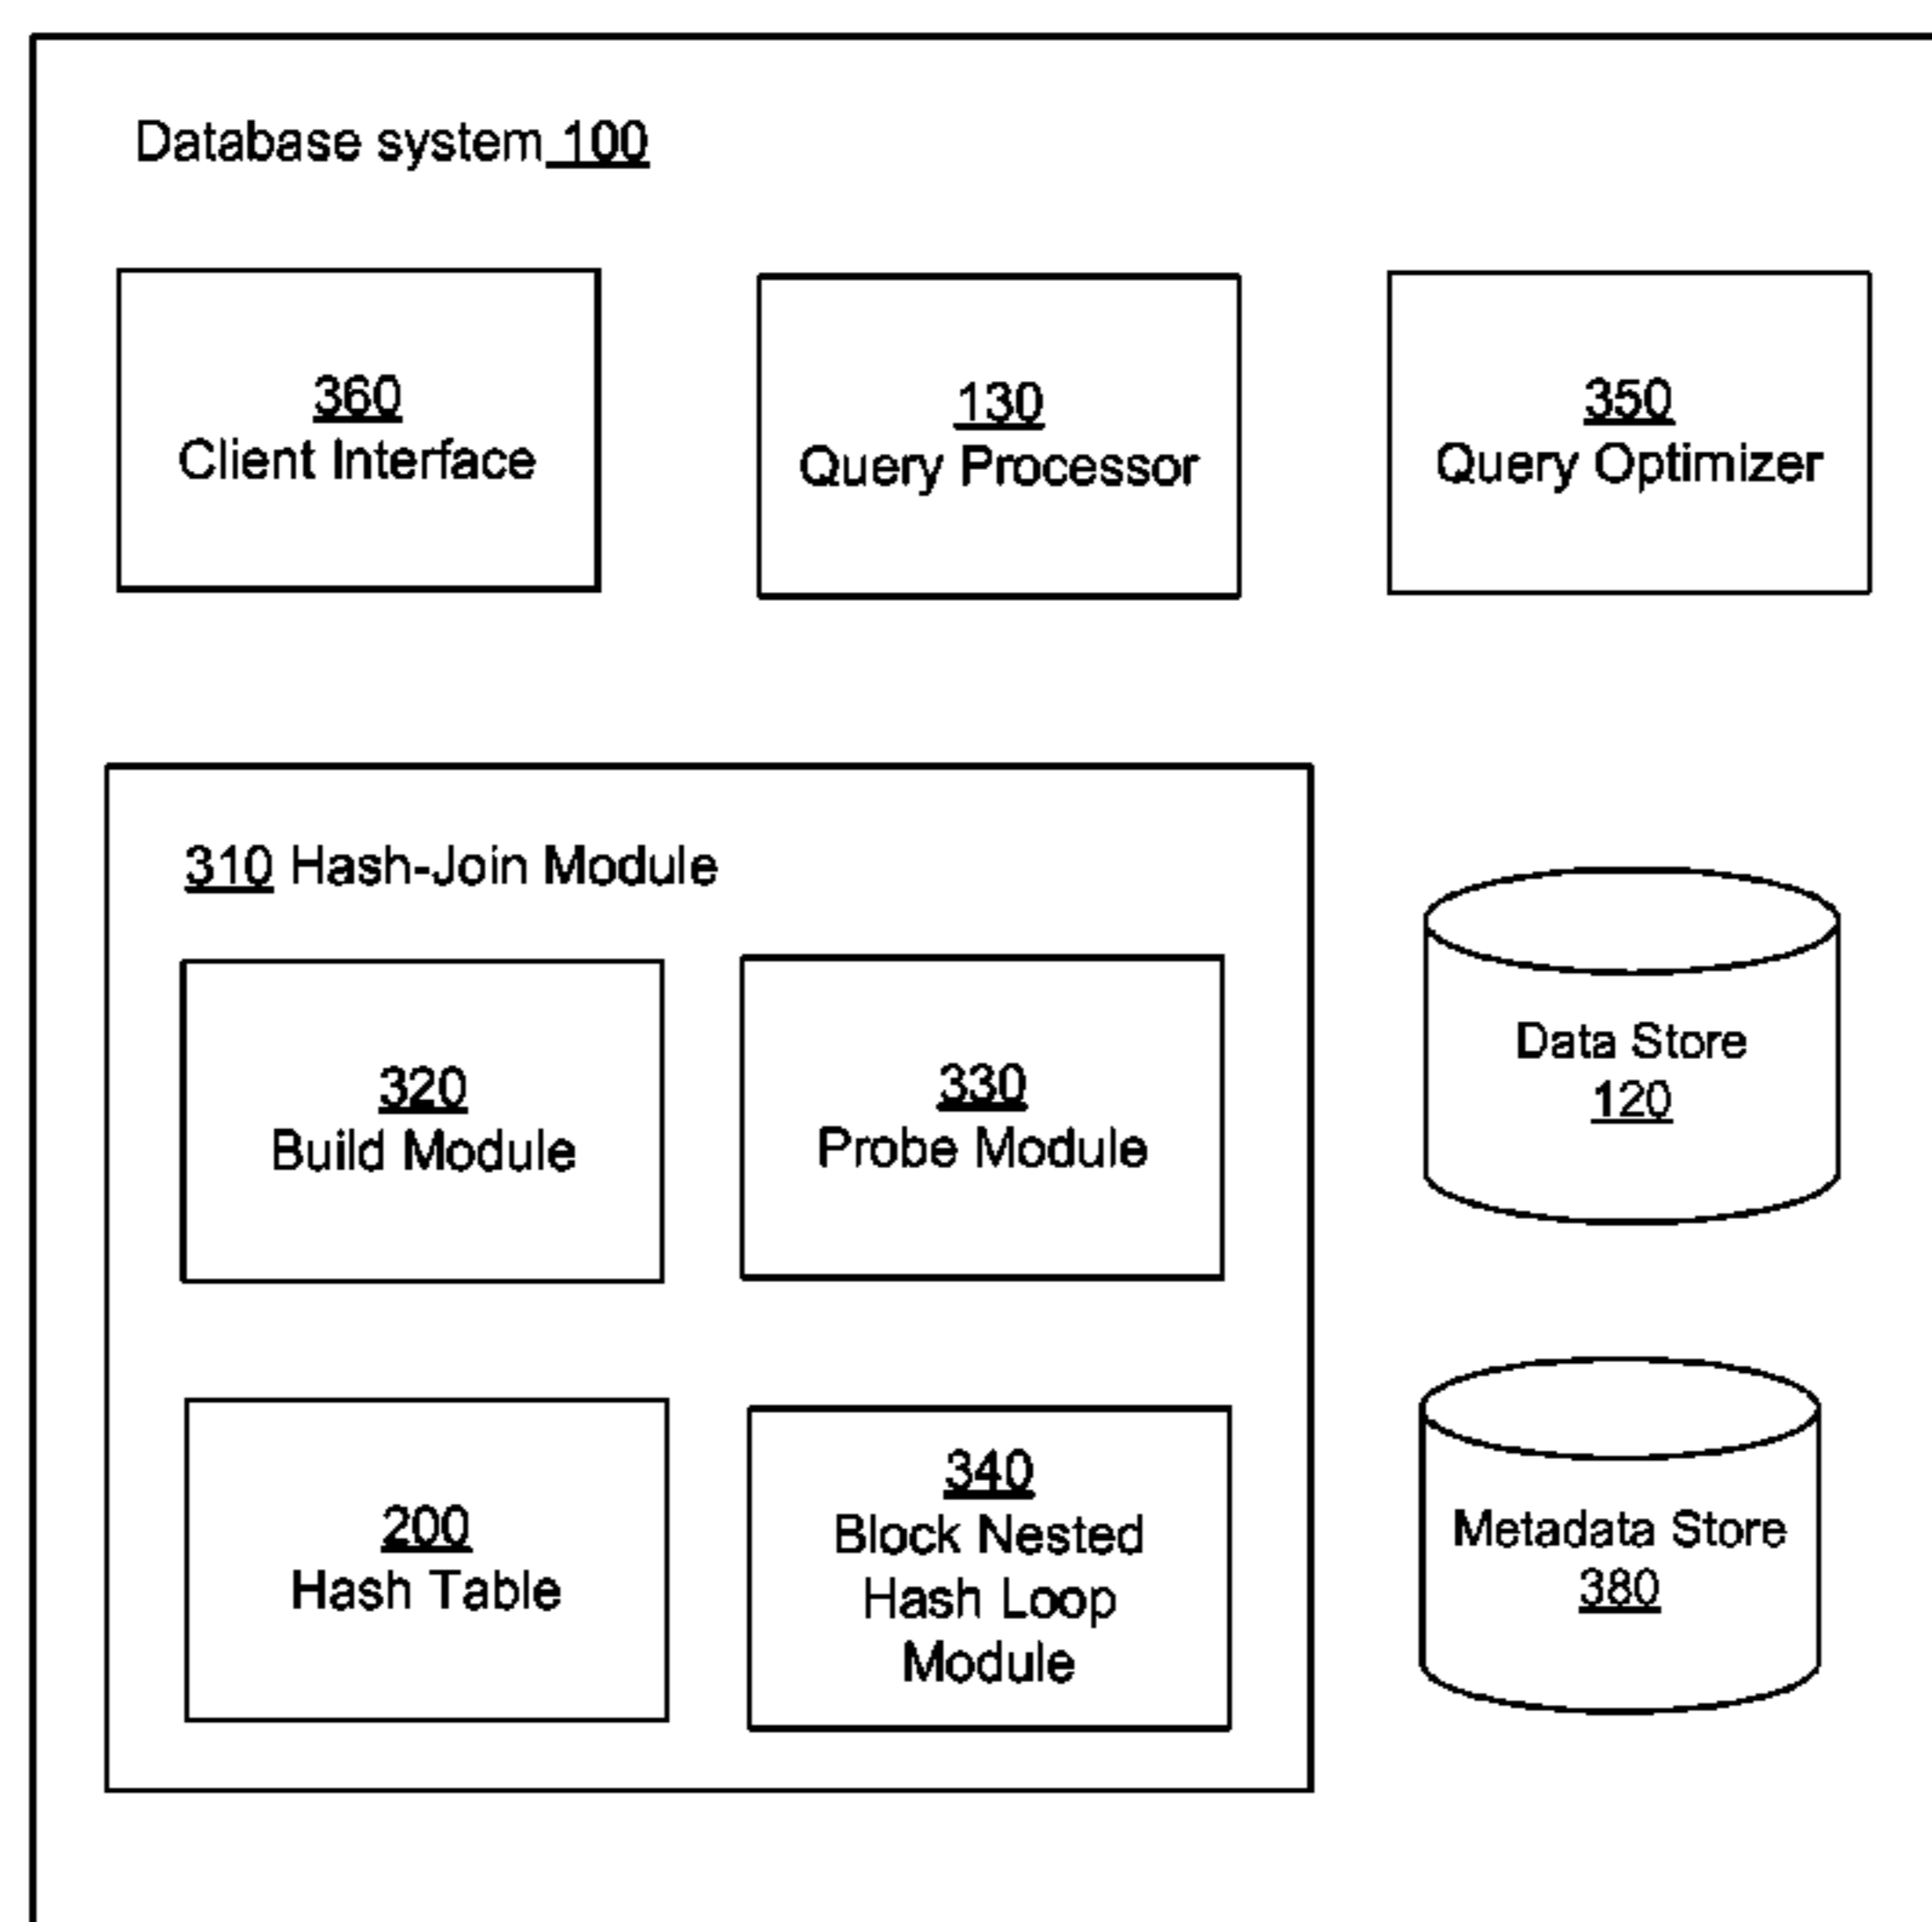 Database system 100
360
Client Interface
130
Query Processor
350
Query Optimizer
310 Hash-Join Module
320
Build Module
330
Probe Module
Data Store
120
200
Hash Table
340
Block Nested
Hash Loop
Module
Metadata Store
380